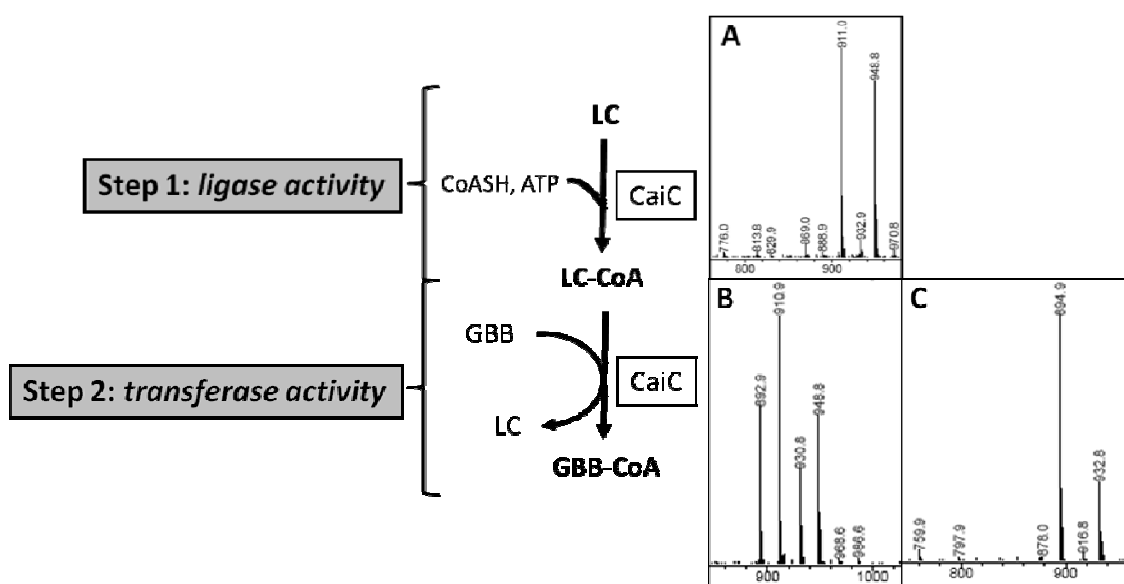 A
911.0
948.8
776.0
813.8
829.9
869.0
888.9
932.9
970.8
800
900
LC
Step 1: ligase activity
CoASH, ATP
CaiC
LC-CoA
B
910.9
892.9
948.8
930.8
968.6
986.6
900
1000
C
894.9
932.8
759.9
797.9
878.0
916.8
800
900
GBB
Step 2: transferase activity
CaiC
LC
GBB-CoA